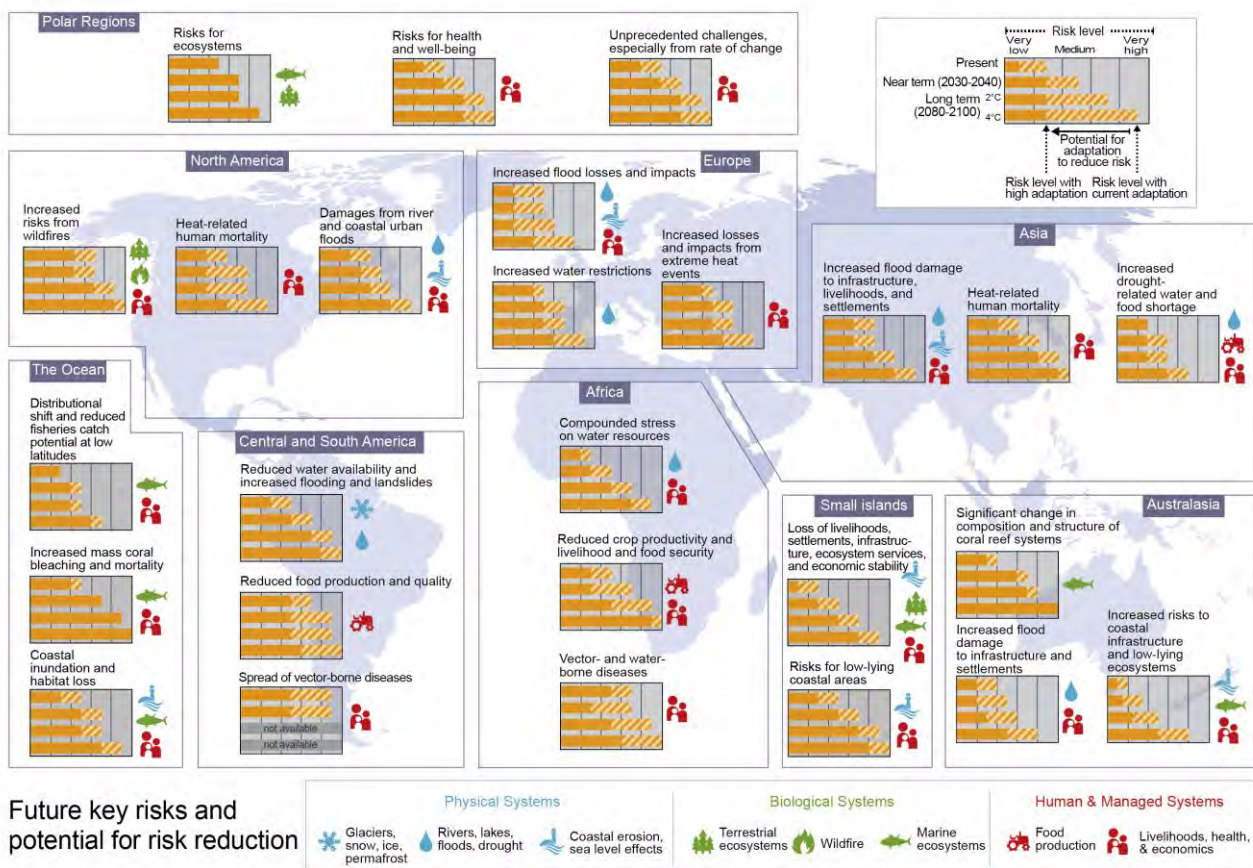 Polar Regions
Risks for
ecosystems
Risks for health
and well-being
Unprecedented challenges,
especially from rate of change
Risk level
Very
low
Medium
Very
high
Present
Near term (2030-2040)
Long term
(2080-2100)
2°C
4°C
Potential for
adaptation
to reduce risk
Risk level with
high adaptation
Risk level with
current adaptation
North America
Increased
risks from
wildfires
Heat-related
human mortality
Damages from river
and coastal urban
floods
Europe
Increased flood losses and impacts
Increased water restrictions
Increased losses
and impacts from
extreme heat
events
Asia
Increased flood damage
to infrastructure,
livelihoods, and
settlements
Heat-related
human mortality
Increased
drought-
related water and
food shortage
The Ocean
Distributional
shift and reduced
fisheries catch
potential at low
latitudes
Increased mass coral
bleaching and mortality
Coastal
inundation and
habitat loss
Central and South America
Reduced water availability and
increased flooding and landslides
Reduced food production and quality
Spread of vector-borne diseases
not available
not available
Africa
Compounded stress
on water resources
Reduced crop productivity and
livelihood and food security
Vector- and water-
borne diseases
Small islands
Loss of livelihoods,
settlements, infrastruc-
ture, ecosystem services,
and economic stability
Risks for low-lying
coastal areas
Australasia
Significant change in
composition and structure of
coral reef systems
Increased flood
damage
to infrastructure and
settlements
Increased risks to
coastal
infrastructure
and low-lying
ecosystems
Future key risks and
potential for risk reduction
Physical Systems
Glaciers,
snow, ice,
permafrost
Rivers, lakes,
floods, drought
Coastal erosion,
sea level effects
Biological Systems
Terrestrial
ecosystems
Wildfire
Marine
ecosystems
Human & Managed Systems
Food
production
Livelihoods, health,
& economics